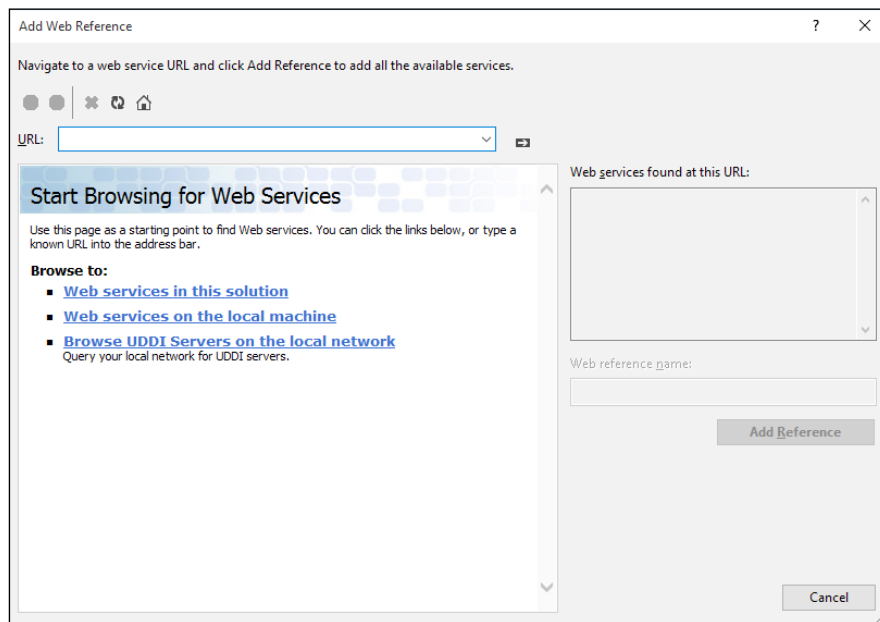 Add Web Reference
?
Navigate to a web service URL and click Add Reference to add all the available services.
URL:
Start Browsing for Web Services
Use this page as a starting point to find Web services. You can click the links below, or type a
known URL into the address bar.
Browse to:
Web services in this solution
Web services on the local machine
Browse UDDI Servers on the local network
Query your local network for UDDI servers.
Web services found at this URL:
Web reference name:
Add Reference
Cancel